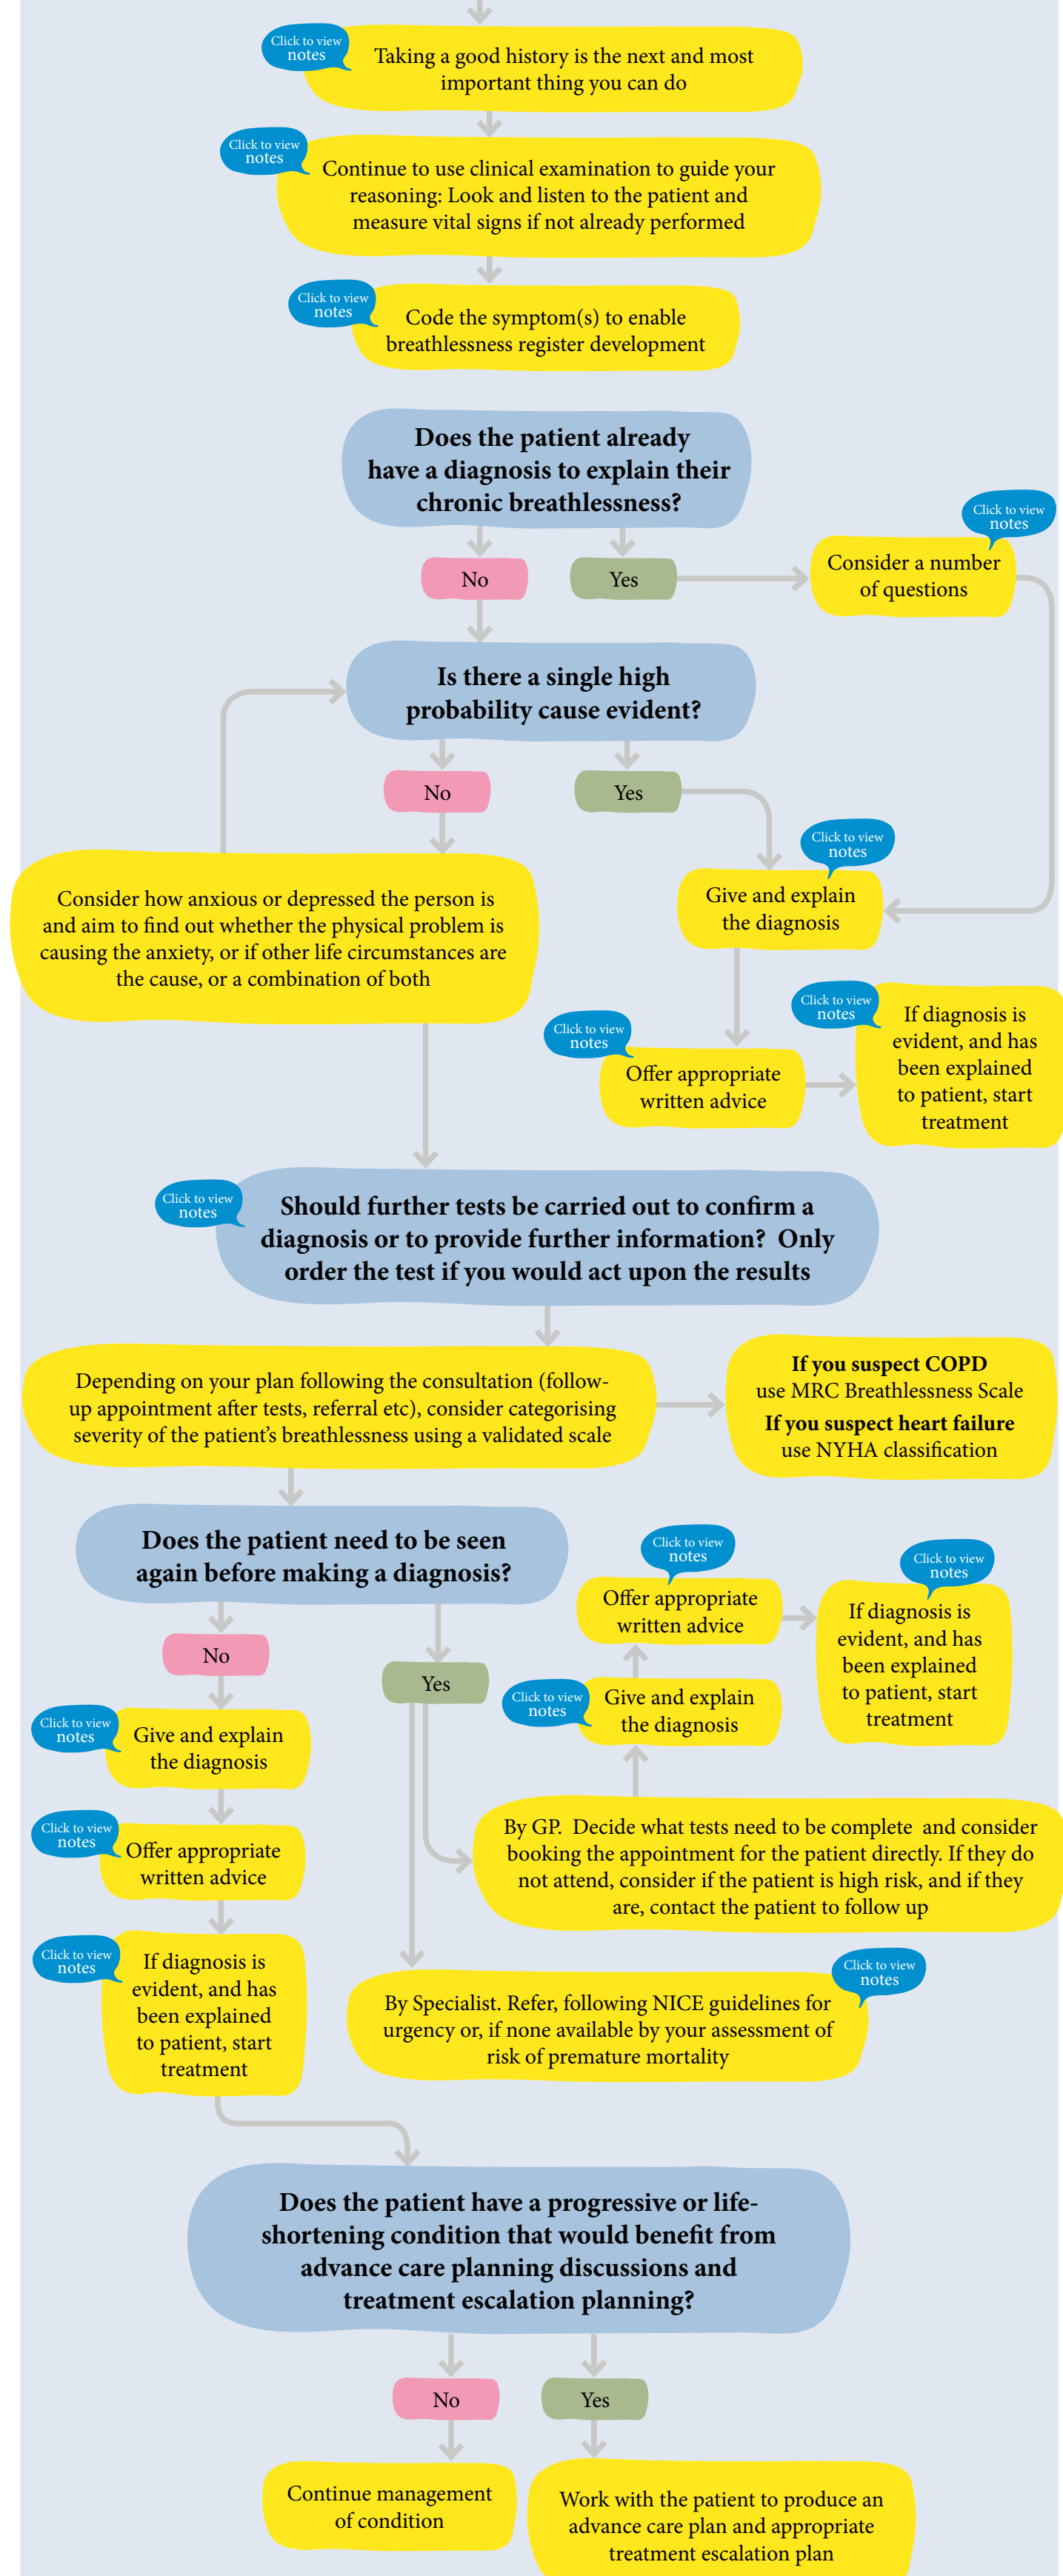 Click to view
notes
Taking a good history is the next and most
important thing you can do
Click to view
notes
Continue to use clinical examination to guide your
reasoning: Look and listen to the patient and
measure vital signs if not already performed
Click to view
notes
Code the symptom(s) to enable
breathlessness register development
Does the patient already
have a diagnosis to explain their
chronic breathlessness?
No
Yes
Click to view
notes
Consider a number
of questions
Is there a single high
probability cause evident?
No
Yes
Consider how anxious or depressed the person is
and aim to find out whether the physical problem is
causing the anxiety, or if other life circumstances are
the cause, or a combination of both
Click to view
notes
Give and explain
the diagnosis
Click to view
notes
Offer appropriate
written advice
Click to view
notes
If diagnosis is
evident, and has
been explained
to patient, start
treatment
Click to view
notes
Should further tests be carried out to confirm a
diagnosis or to provide further information?  Only
order the test if you would act upon the results
Depending on your plan following the consultation (follow-
up appointment after tests, referral etc), consider categorising
severity of the patient’s breathlessness using a validated scale
If you suspect COPD
use MRC Breathlessness Scale
If you suspect heart failure
use NYHA classification
Does the patient need to be seen
again before making a diagnosis?
No
Yes
Click to view
notes
Give and explain
the diagnosis
Click to view
notes
Offer appropriate
written advice
Click to view
notes
If diagnosis is
evident, and has
been explained
to patient, start
treatment
Click to view
notes
Offer appropriate
written advice
Click to view
notes
If diagnosis is
evident, and has
been explained
to patient, start
treatment
Click to view
notes
Give and explain
the diagnosis
By GP.  Decide what tests need to be complete  and consider
booking the appointment for the patient directly. If they do
not attend, consider if the patient is high risk, and if they
are, contact the patient to follow up
Click to view
notes
By Specialist. Refer, following NICE guidelines for
urgency or, if none available by your assessment of
risk of premature mortality
Does the patient have a progressive or life-
shortening condition that would benefit from
advance care planning discussions and
treatment escalation planning?
No
Yes
Continue management
of condition
Work with the patient to produce an
advance care plan and appropriate
treatment escalation plan